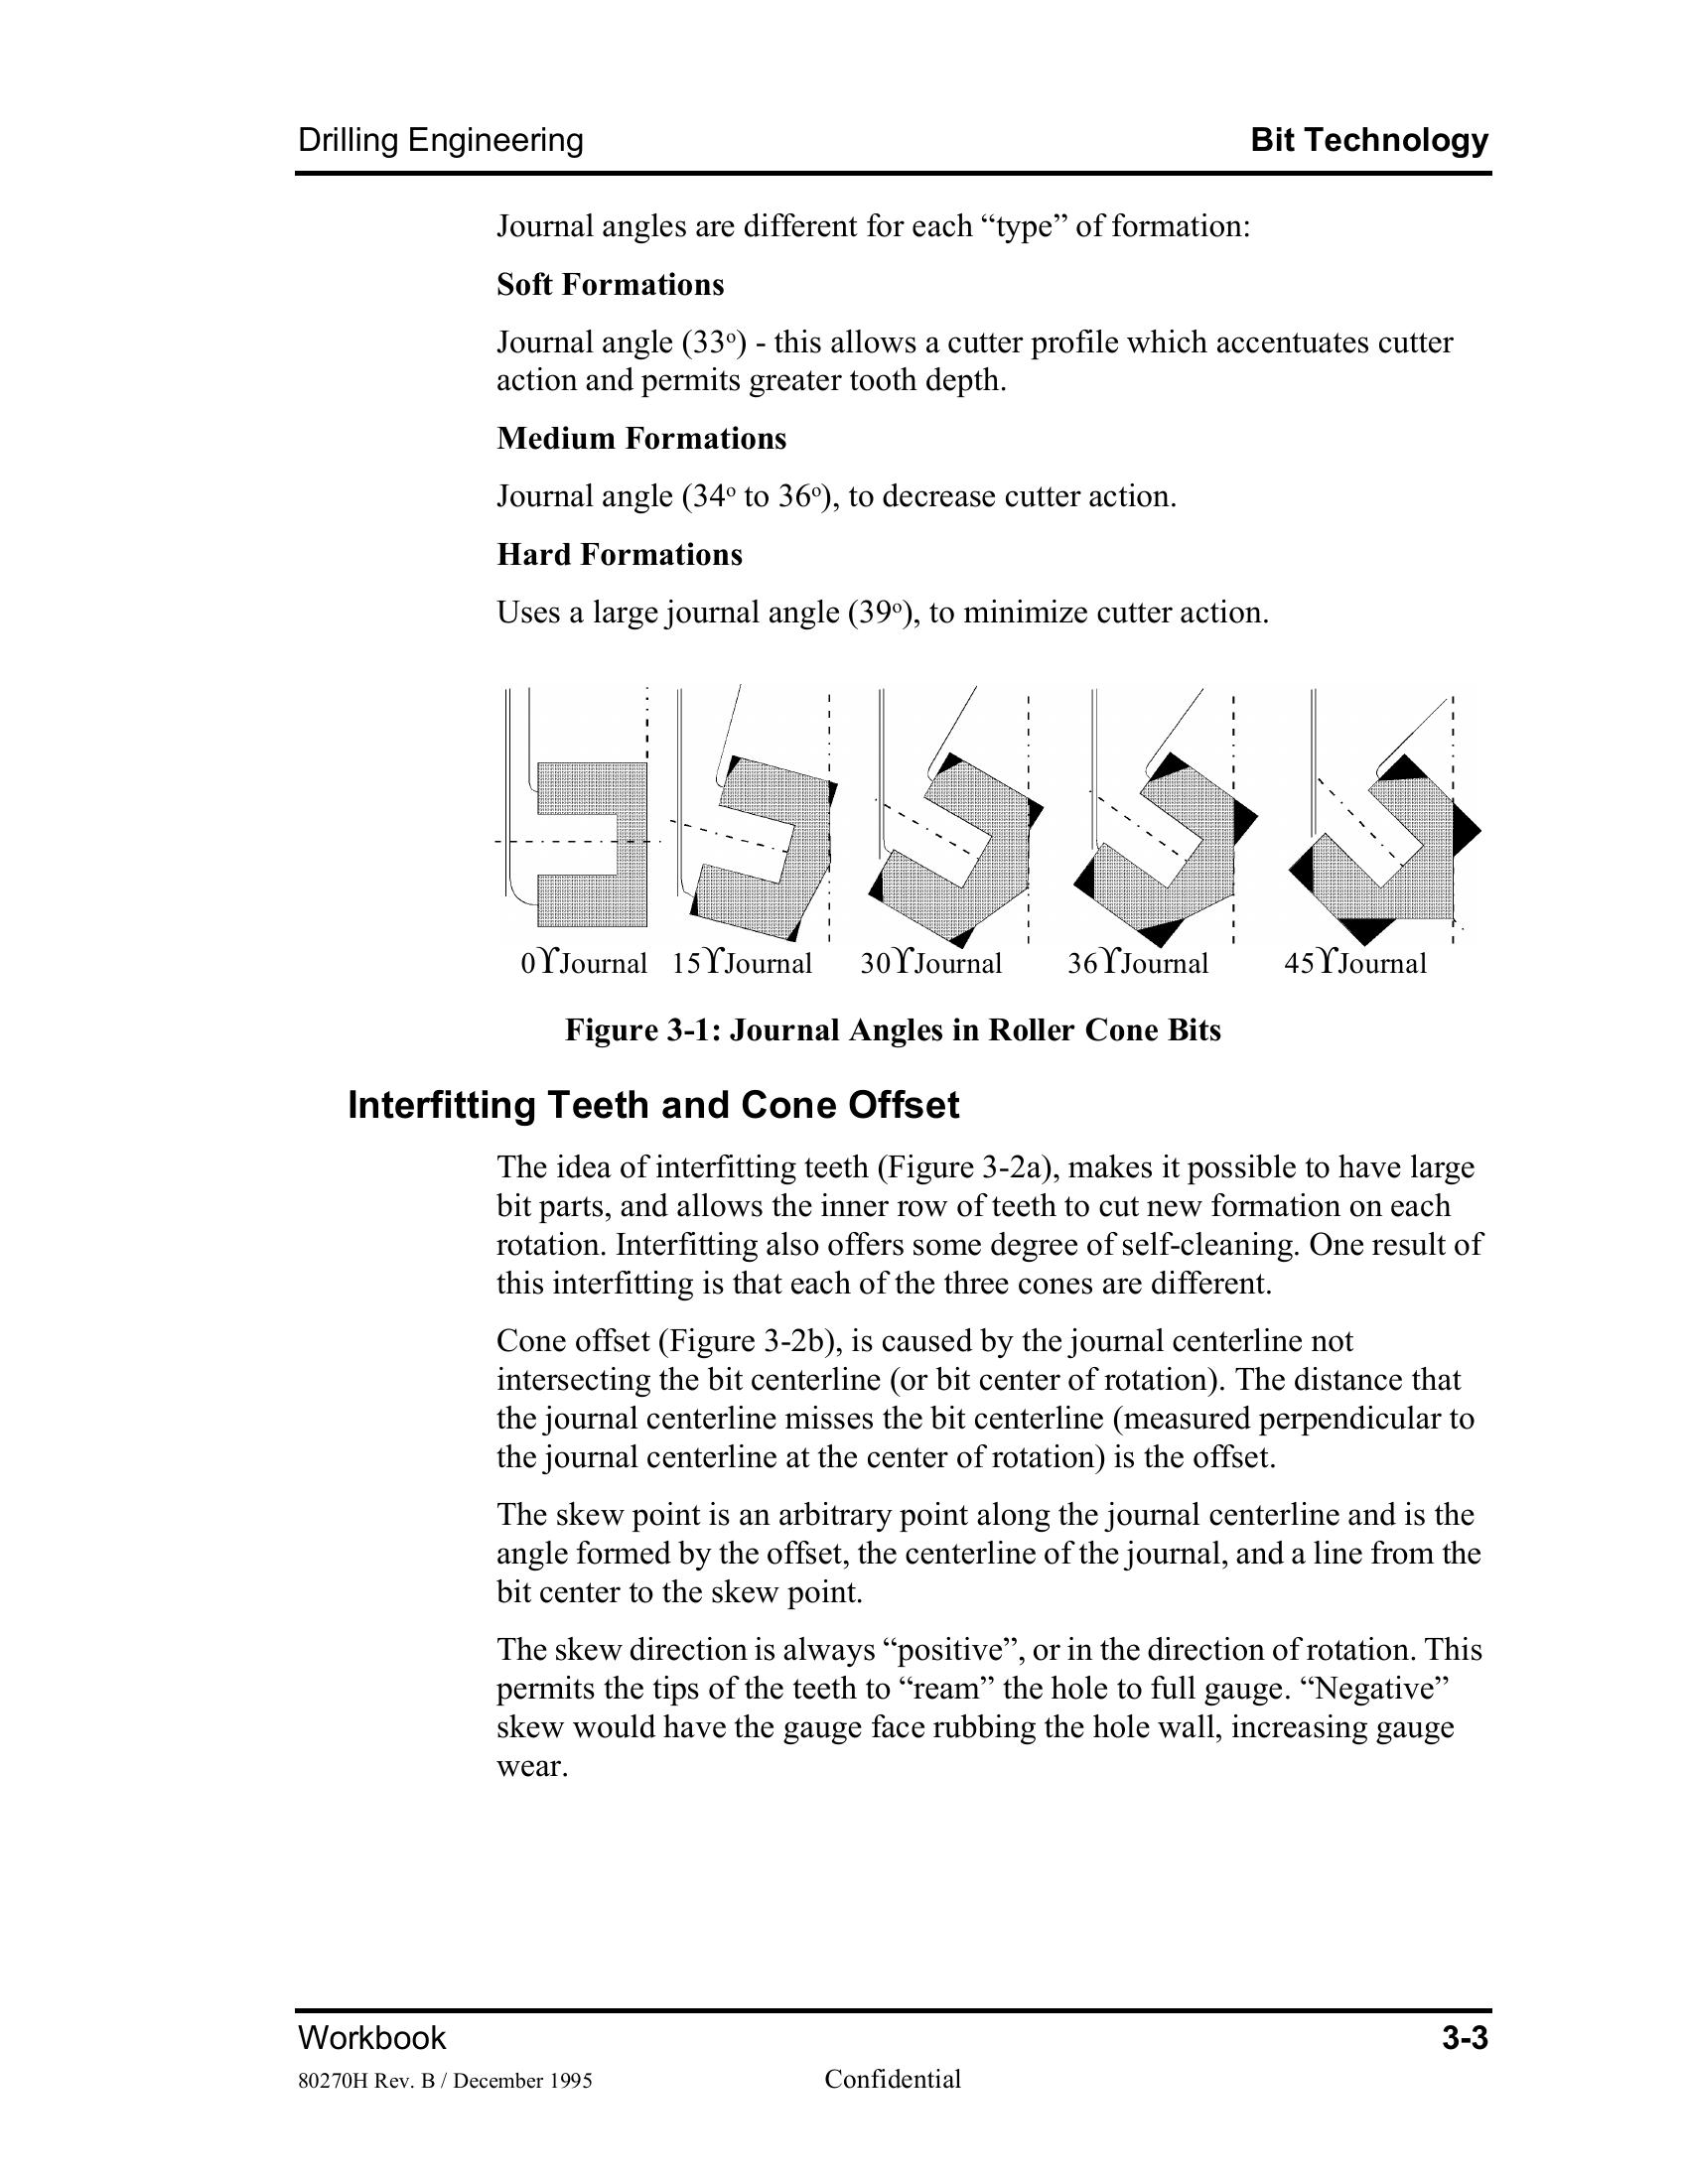 Drilling Engineering
Bit Technology
Journal angles are different for each “type” of formation:
Soft Formations
Journal angle (33º) - this allows a cutter profile which accentuates cutter
action and permits greater tooth depth.
Medium Formations
Journal angle (34º to 36º), to decrease cutter action.
Hard Formations
Uses a large journal angle (39º), to minimize cutter action.
0ϒJournal 15ϒJournal 30ϒJournal 36ϒJournal 45ϒJournal
Figure 3-1: Journal Angles in Roller Cone Bits
Interfitting Teeth and Cone Offset
The idea of interfitting teeth (Figure 3-2a), makes it possible to have large
bit parts, and allows the inner row of teeth to cut new formation on each
rotation. Interfitting also offers some degree of self-cleaning. One result of
this interfitting is that each of the three cones are different.
Cone offset (Figure 3-2b), is caused by the journal centerline not
intersecting the bit centerline (or bit center of rotation). The distance that
the journal centerline misses the bit centerline (measured perpendicular to
the journal centerline at the center of rotation) is the offset.
The skew point is an arbitrary point along the journal centerline and is the
angle formed by the offset, the centerline of the journal, and a line from the
bit center to the skew point.
The skew direction is always “positive”, or in the direction of rotation. This
permits the tips of the teeth to “ream” the hole to full gauge. “Negative”
skew would have the gauge face rubbing the hole wall, increasing gauge
wear.
Workbook
3-3
80270H Rev. B / December 1995
Confidential